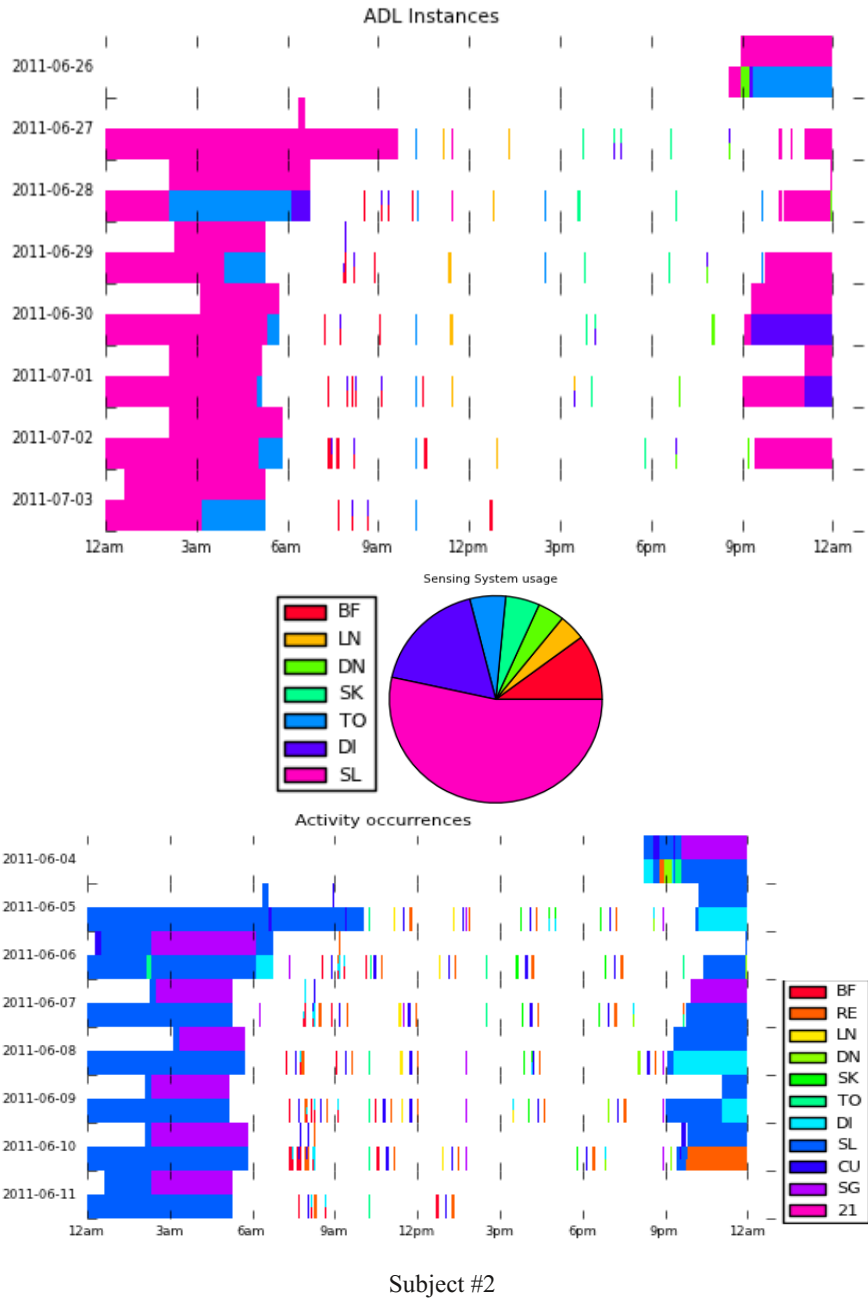 ADL Instances
2011-06-26
2011-06-27
2011-06-28
2011-06-29
2011-06-30
2011-07-01
2011-07-02
2011-07-03
12am 3am 6am 9am 12pm 3pm 6pm 9pm 12am
Sensing System usage
BF
LN
DN
SK
TO
DI
SL
Activity occurrences
2011-06-04
2011-06-05
2011-06-06
2011-06-07
2011-06-08
2011-06-09
2011-06-10
2011-06-11
12am 3am 6am 9am 12pm 3pm 6pm 9pm 12am
BF
RE
LN
DN
SK
TO
DI
SL
CU
SG
21
Subject #2